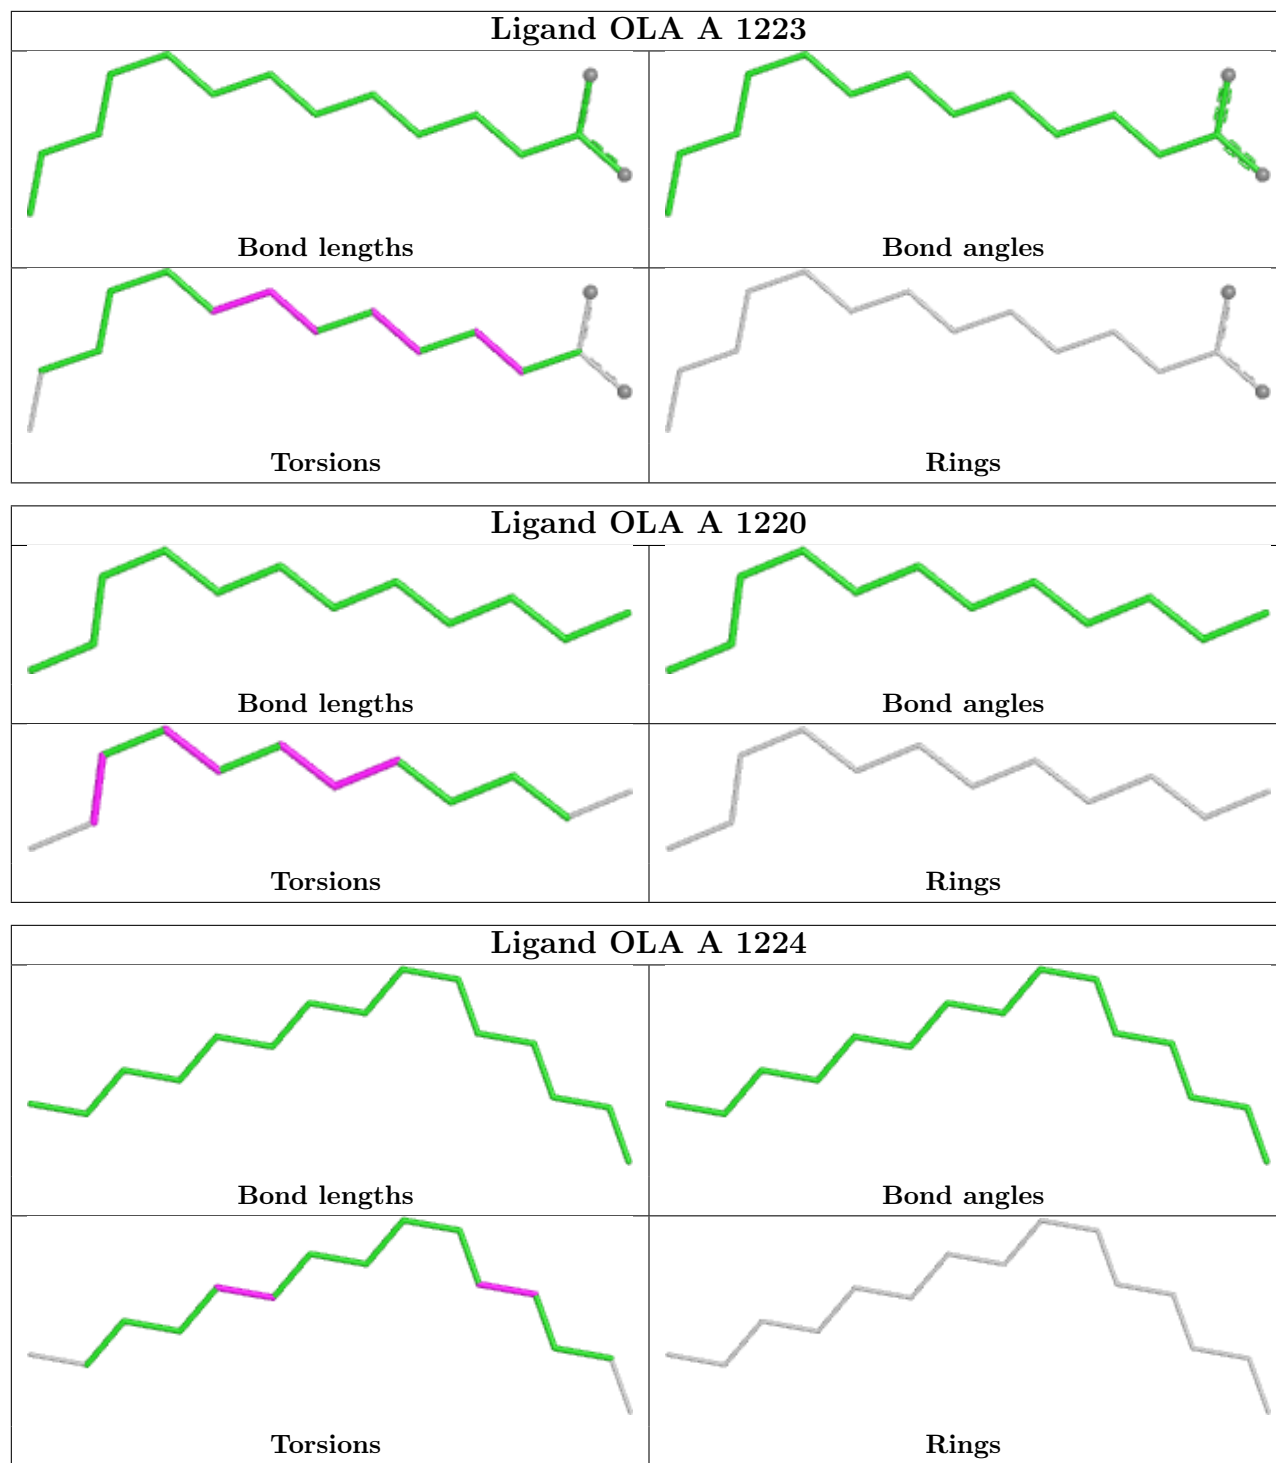 Ligand OLA A 1223
Bond lengths
Bond angles
Torsions
Rings
Ligand OLA A 1220
Bond lengths
Bond angles
Torsions
Rings
Ligand OLA A 1224
Bond lengths
Bond angles
Torsions
Rings